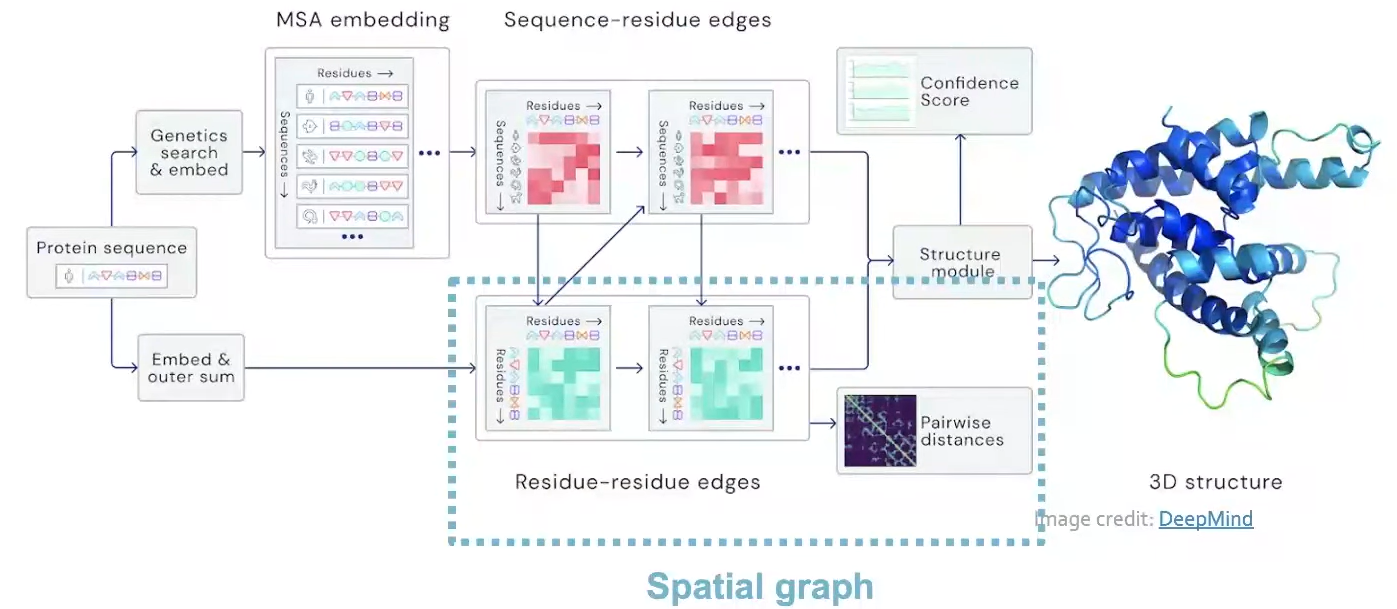 MSA embedding
Sequence-residue edges
Residues →
Sequences →
Genetics
search
& embed
Protein sequence
Embed &
outer sum
Residues →
Sequences →
Residues →
Sequences →
Confidence
Score
Structure
module
Residues →
Residues →
Residues →
Residues →
Pairwise
distances
Residue-residue edges
3D structure
Image credit: DeepMind
Spatial graph